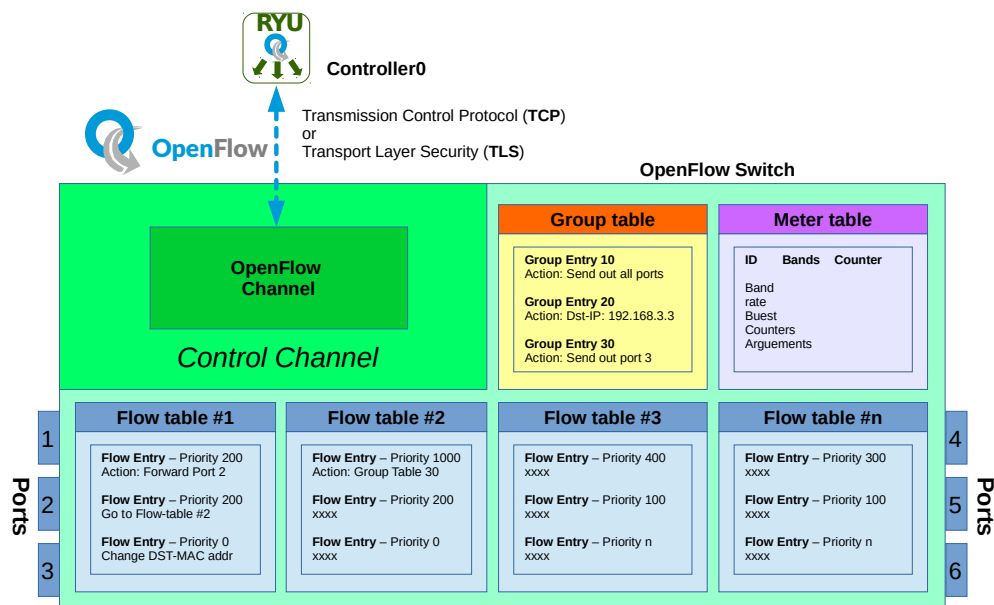 RYU
Controller0
Transmission Control Protocol (TCP)
or
Transport Layer Security (TLS)
OpenFlow
OpenFlow Switch
OpenFlow
Channel
Control Channel
Group table
Group Entry 10
Action: Send out all ports
Group Entry 20
Action: Dst-IP: 192.168.3.3
Group Entry 30
Action: Send out port 3
Meter table
ID Bands Counter
Band
rate
Buest
Counters
Arguements
Ports
1
2
3
Flow table #1
Flow Entry – Priority 200
Action: Forward Port 2
Flow Entry – Priority 200
Go to Flow-table #2
Flow Entry – Priority 0
Change DST-MAC addr
Flow table #2
Flow Entry – Priority 1000
Action: Group Table 30
Flow Entry – Priority 200
xxxx
Flow Entry – Priority 0
xxxx
Flow table #3
Flow Entry – Priority 400
xxxx
Flow Entry – Priority 100
xxxx
Flow Entry – Priority n
xxxx
Flow table #n
Flow Entry – Priority 300
xxxx
Flow Entry – Priority 100
xxxx
Flow Entry – Priority n
xxxx
4
5
6
Ports